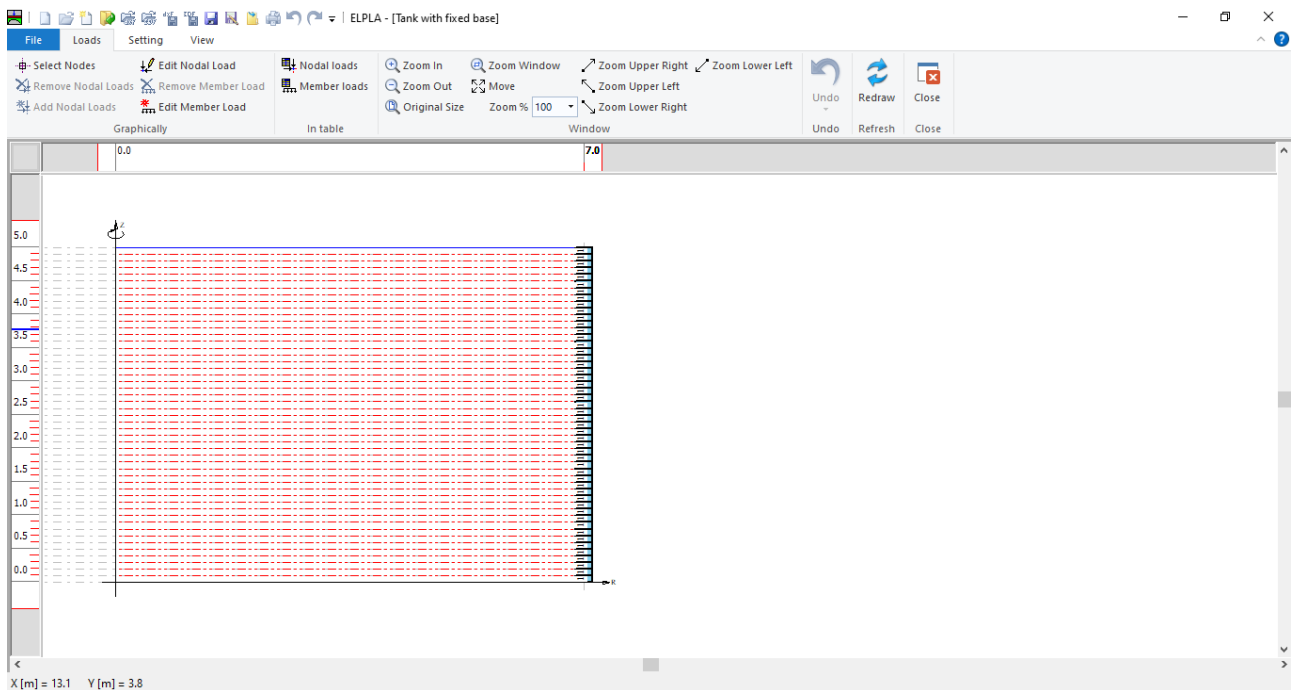 ELPLA - [Tank with fixed base]
File Loads Setting View
Select Nodes Edit Nodal Load Nodal loads Zoom In Zoom Window Zoom Upper Right Zoom Lower Left
Remove Nodal Loads Remove Member Load Member loads Zoom Out Move Zoom Upper Left Undo Redraw Close
Add Nodal Loads Edit Member Load Original Size Zoom % 100 Zoom Lower Right
Graphically In table Window Undo Refresh Close
0.0 7.0
Z
5.0
4.5
4.0
3.5
3.0
2.5
2.0
1.5
1.0
0.5
0.0
R
X [m] = 13.1 Y [m] = 3.8